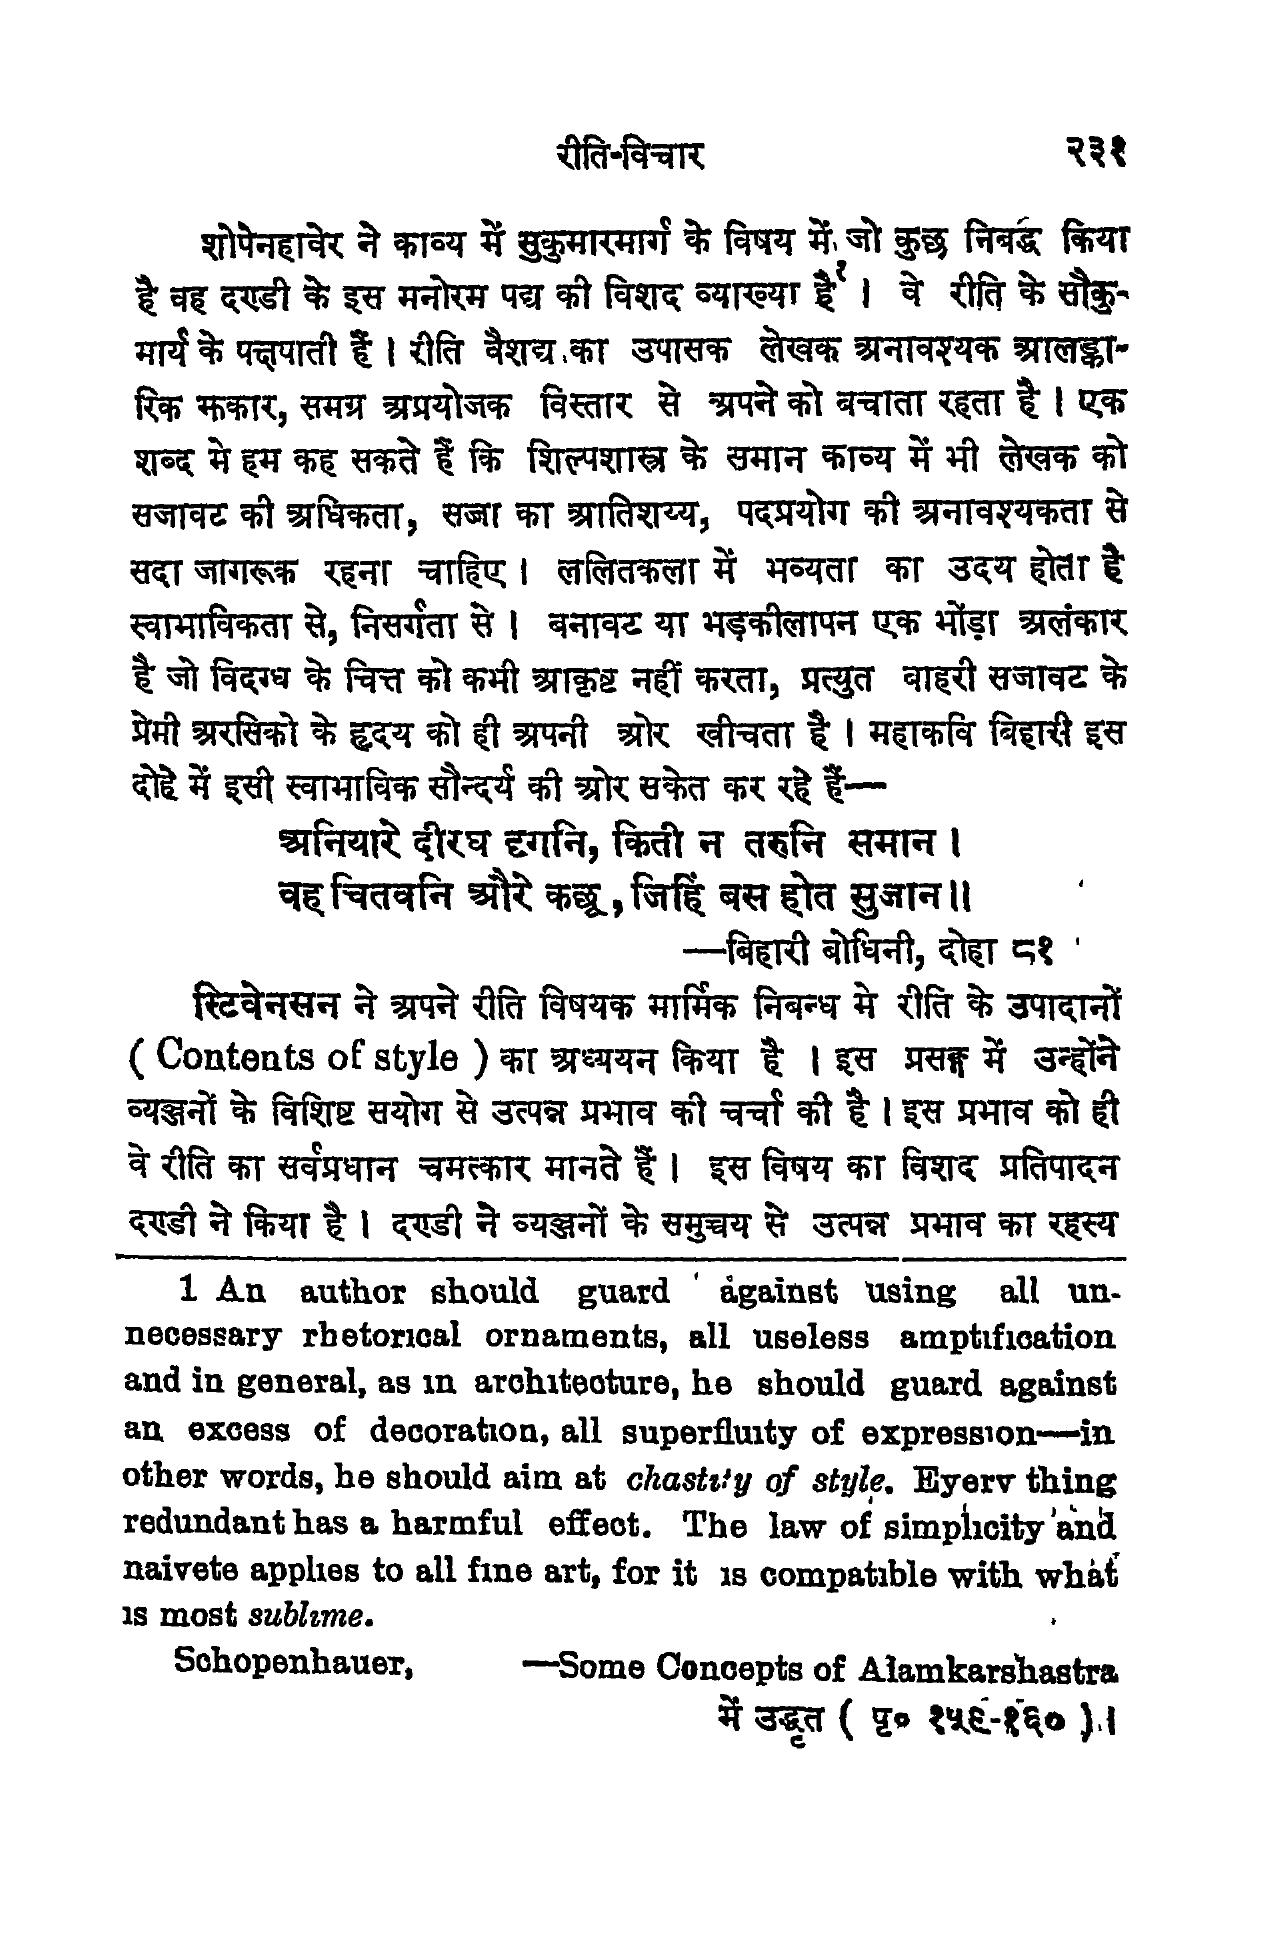 रीति-विचार २३१
शोपेनहावेर ने काव्य में सुकुमारमार्ग के विषय में जो कुछ निबद्ध किया
है वह दण्डी के इस मनोरम पद्य की विशद व्याख्या है१ । वे रीति के सौकु-
मार्य के पक्षपाती हैं । रीति वैशद्य का उपासक लेखक अनावश्यक आलङ्का-
रिक झकार, समग्र अप्रयोजक विस्तार से अपने को बचाता रहता है । एक
शब्द मे हम कह सकते हैं कि शिल्पशास्त्र के समान काव्य में भी लेखक को
सजावट की अधिकता, सज्जा का आतिशय्य, पदप्रयोग की अनावश्यकता से
सदा जागरूक रहना चाहिए । ललितकला में भव्यता का उदय होता है
स्वाभाविकता से, निसर्गता से । बनावट या भड़कीलापन एक भोंड़ा अलंकार
है जो विदग्ध के चित्त को कभी आकृष्ट नहीं करता, प्रत्युत बाहरी सजावट के
प्रेमी अरसिको के हृदय को ही अपनी ओर खीचता है । महाकवि बिहारी इस
दोहे में इसी स्वाभाविक सौन्दर्य की ओर सकेत कर रहे हैं—
अनियारे दीरघ दृगनि, किती न तरुनि समान ।
वह चितवनि औरे कछू, जिहिं बस होत सुजान ॥
—बिहारी बोधिनी, दोहा ८१
स्टिवेनसन ने अपने रीति विषयक मार्मिक निबन्ध मे रीति के उपादानों
( Contents of style ) का अध्ययन किया है । इस प्रसङ्ग में उन्होंने
व्यञ्जनों के विशिष्ट सयोग से उत्पन्न प्रभाव की चर्चा की है । इस प्रभाव को ही
वे रीति का सर्वप्रधान चमत्कार मानते हैं । इस विषय का विशद प्रतिपादन
दण्डी ने किया है । दण्डी ने व्यञ्जनों के समुच्चय से उत्पन्न प्रभाव का रहस्य
1 An author should guard against using all un-
necessary rhetorical ornaments, all useless amptification
and in general, as in architecture, he should guard against
an excess of decoration, all superfluity of expression—in
other words, he should aim at chastity of style. Eyerv thing
redundant has a harmful effect. The law of simplicity and
naivete applies to all fine art, for it is compatible with what
is most sublime.
Schopenhauer, —Some Concepts of Alamkarshastra
में उद्धृत ( पृ० १५९-१६० ) ।